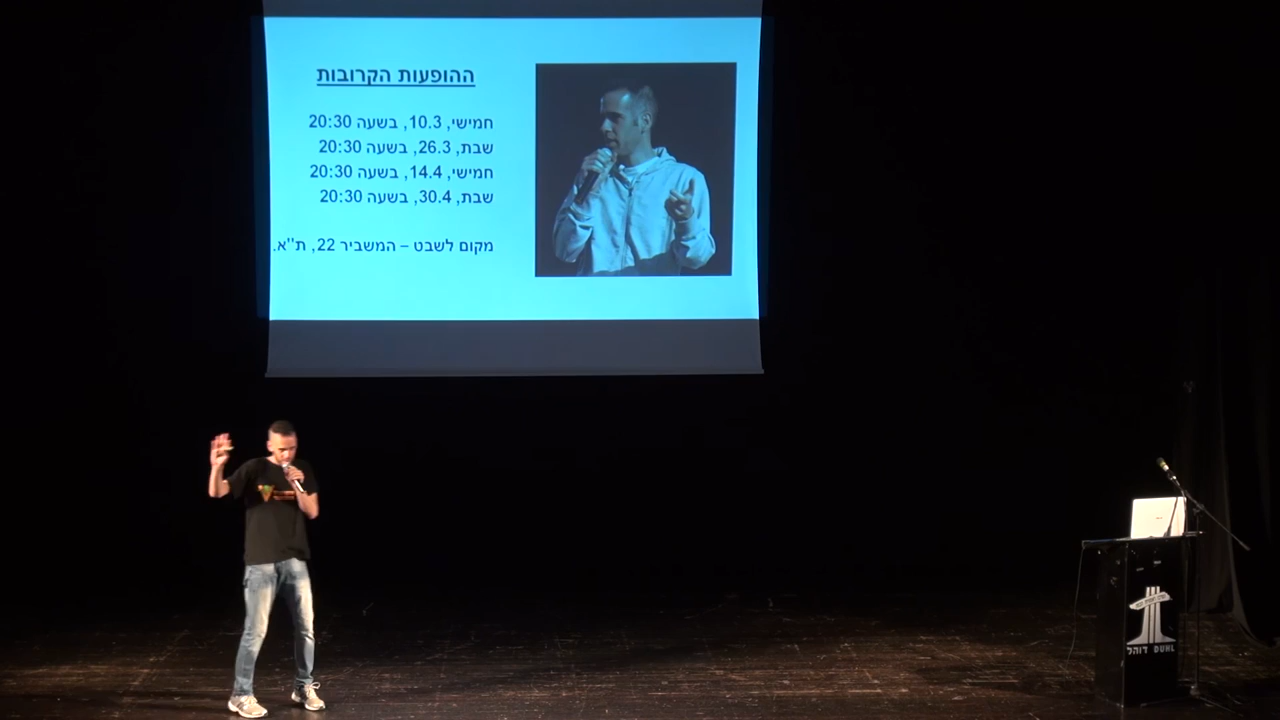 ההופעות הקרובות
חמישי, 10.3, בשעה 20:30
שבת, 26.3, בשעה 20:30
חמישי, 14.4, בשעה 20:30
שבת, 30.4, בשעה 20:30
מקום לשבט – המשביר 22, ת''א.
דוהל DUHL